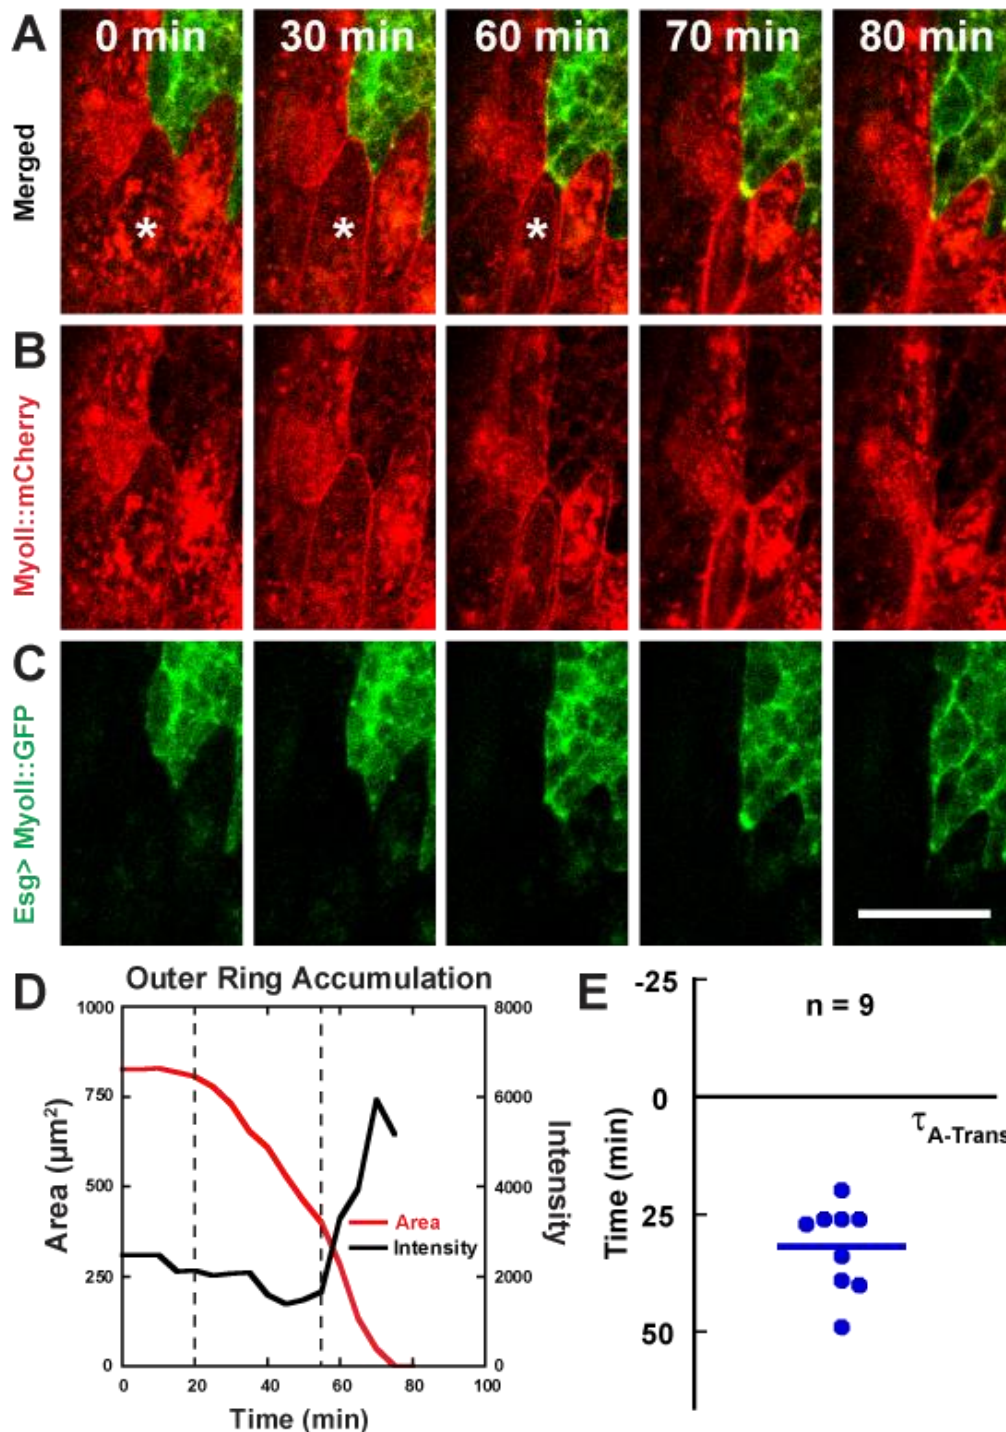 A
0 min
30 min
60 min
70 min
80 min
Merged
*
*
*
B
MyoII::mCherry
C
Esg> MyoII::GFP
D
Outer Ring Accumulation
1000
750
500
250
0
Area (µm²)
8000
6000
4000
2000
0
Intensity
Area
Intensity
0
20
40
60
80
100
Time (min)
E
-25
0
25
50
Time (min)
n = 9
τA-Trans